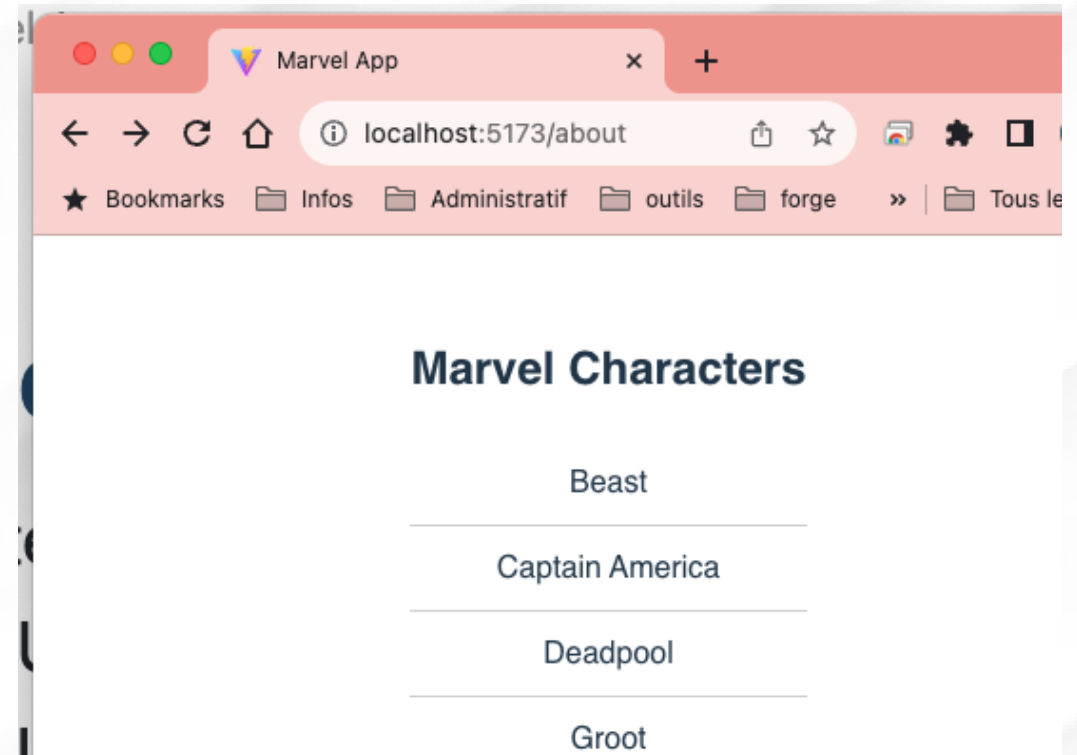 Marvel App
localhost:5173/about
Bookmarks Infos Administratif outils forge » Tous le
Marvel Characters
Beast
Captain America
Deadpool
Groot